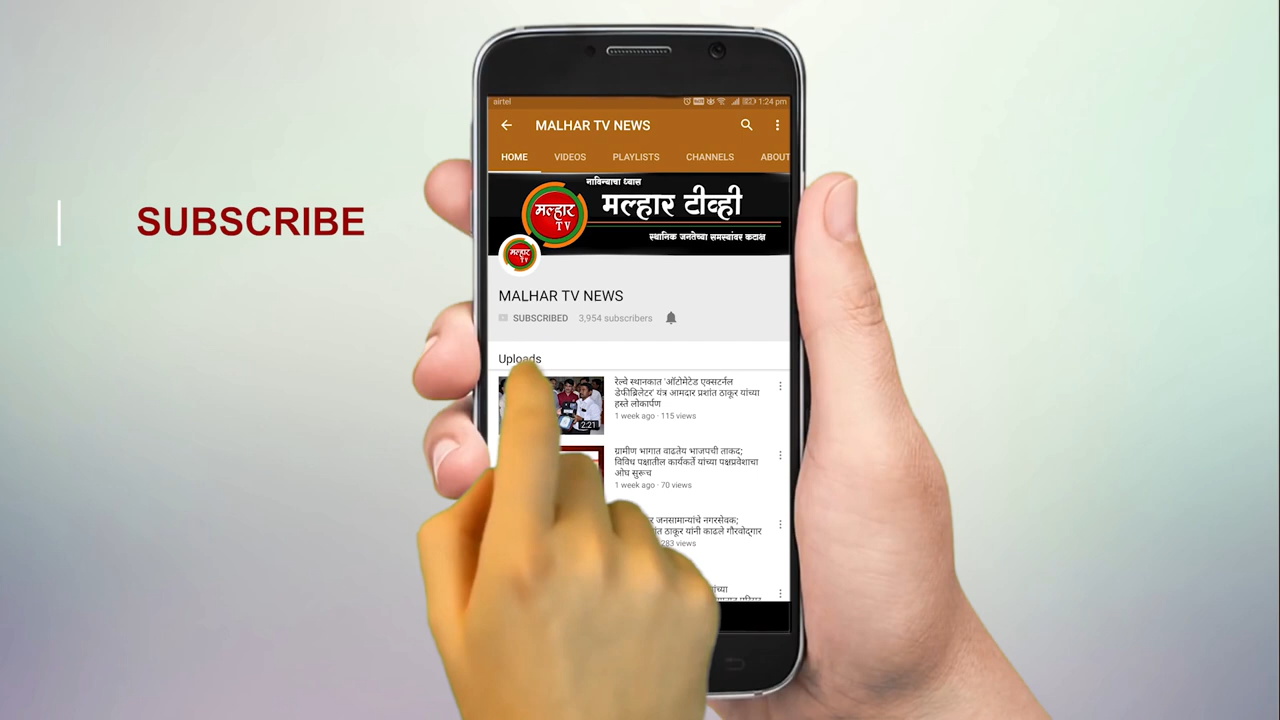 SUBSCRIBE
airtel
1:24 pm
MALHAR TV NEWS
HOME VIDEOS PLAYLISTS CHANNELS ABOUT
नाविन्याचा ध्यास
मल्हार
TV
मल्हार टीव्ही
स्थानिक जनतेच्या समस्यांवर कटाक्ष
मल्हार
TV
MALHAR TV NEWS
SUBSCRIBED 3,954 subscribers
Uploads
रेल्वे स्थानकात 'ऑटोमेटेड एक्सटर्नल
डेफीब्रिलेटर' यंत्र आमदार प्रशांत ठाकूर यांच्या
हस्ते लोकार्पण
1 week ago · 115 views
2:21
ग्रामीण भागात वाढतेय भाजपची ताकद;
विविध पक्षातील कार्यकर्ते यांच्या पक्षप्रवेशाचा
ओघ सुरूच
1 week ago · 70 views
जनसामान्यांचे नगरसेवक;
ठाकूर यांनी काढले गौरवोद्गार
283 views